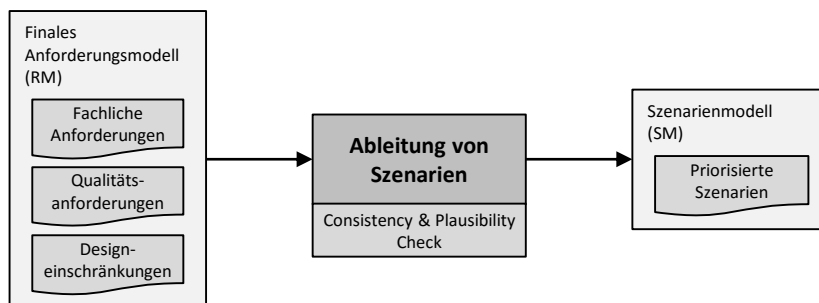 Finales
Anforderungsmodell
(RM)
Fachliche
Anforderungen
Qualitäts-
anforderungen
Design-
einschränkungen
Ableitung von
Szenarien
Consistency & Plausibility
Check
Szenarienmodell
(SM)
Priorisierte
Szenarien